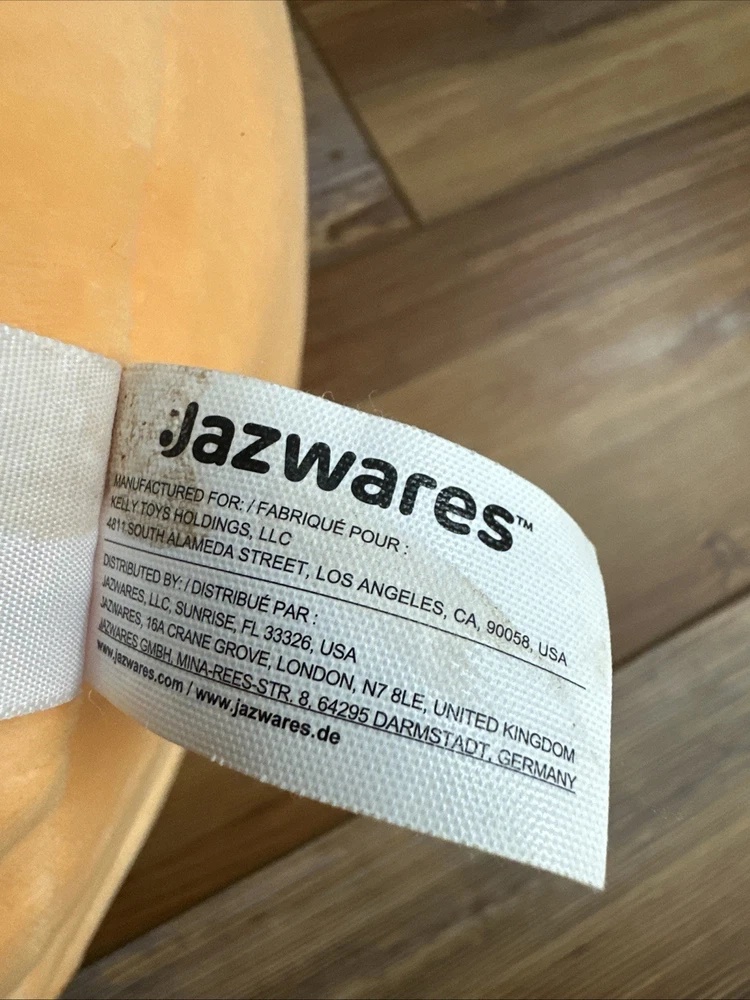 Jazwares™
MANUFACTURED FOR: / FABRIQUÉ POUR :
KELLY TOYS HOLDINGS, LLC
4811 SOUTH ALAMEDA STREET, LOS ANGELES, CA, 90058, USA
DISTRIBUTED BY: / DISTRIBUÉ PAR :
JAZWARES, LLC, SUNRISE, FL 33326, USA
JAZWARES, 16A CRANE GROVE, LONDON, N7 8LE, UNITED KINGDOM
JAZWARES GMBH, MINA-REES-STR. 8, 64295 DARMSTADT, GERMANY
www.jazwares.com / www.jazwares.de